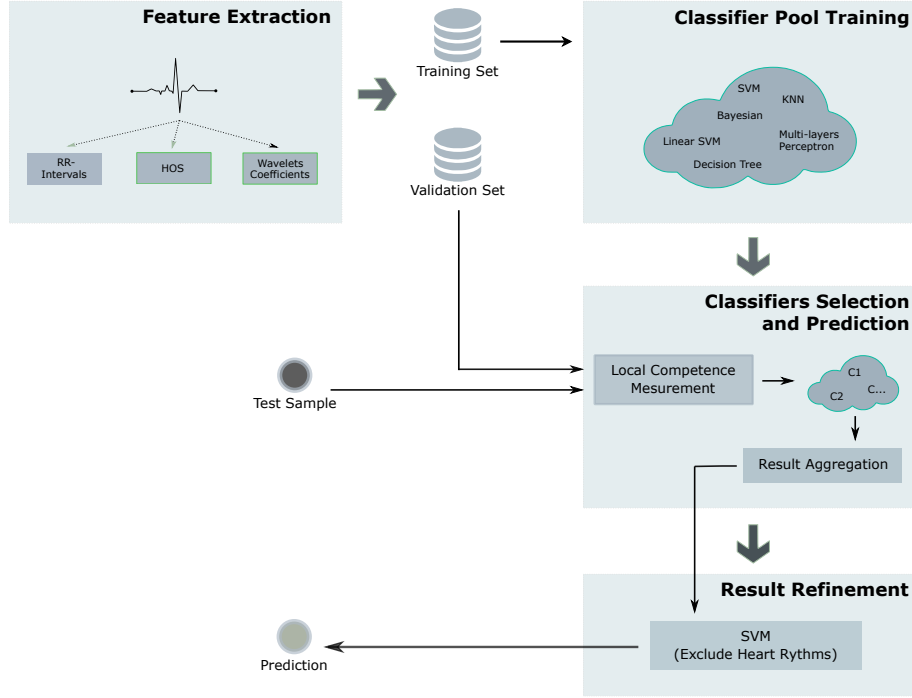 Feature Extraction
RR-
Intervals
HOS
Wavelets
Coefficients
Training Set
Validation Set
Classifier Pool Training
SVM
KNN
Bayesian
Linear SVM
Multi-layers
Perceptron
Decision Tree
Classifiers Selection
and Prediction
Local Competence
Mesurement
C1
C2
C...
Result Aggregation
Test Sample
Result Refinement
SVM
(Exclude Heart Rythms)
Prediction